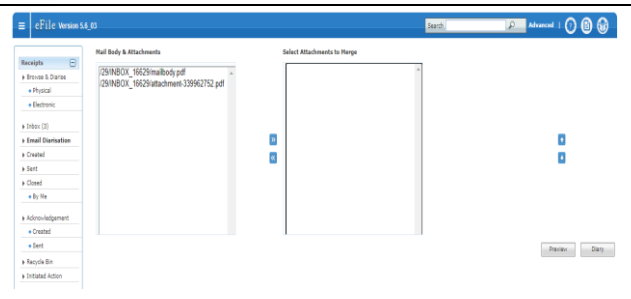 eFile Version 5.6_03
Search
Advanced
Mail Body & Attachments
Select Attachments to Merge
Receipts
Browse & Diarise
Physical
Electronic
Inbox (3)
Email Diarisation
Created
Sent
Closed
By Me
Acknowledgement
Created
Sent
Recycle Bin
Initiated Action
/29/INBOX_16629/mailbody.pdf
/29/INBOX_16629/attachment-339962752.pdf
Preview
Diary